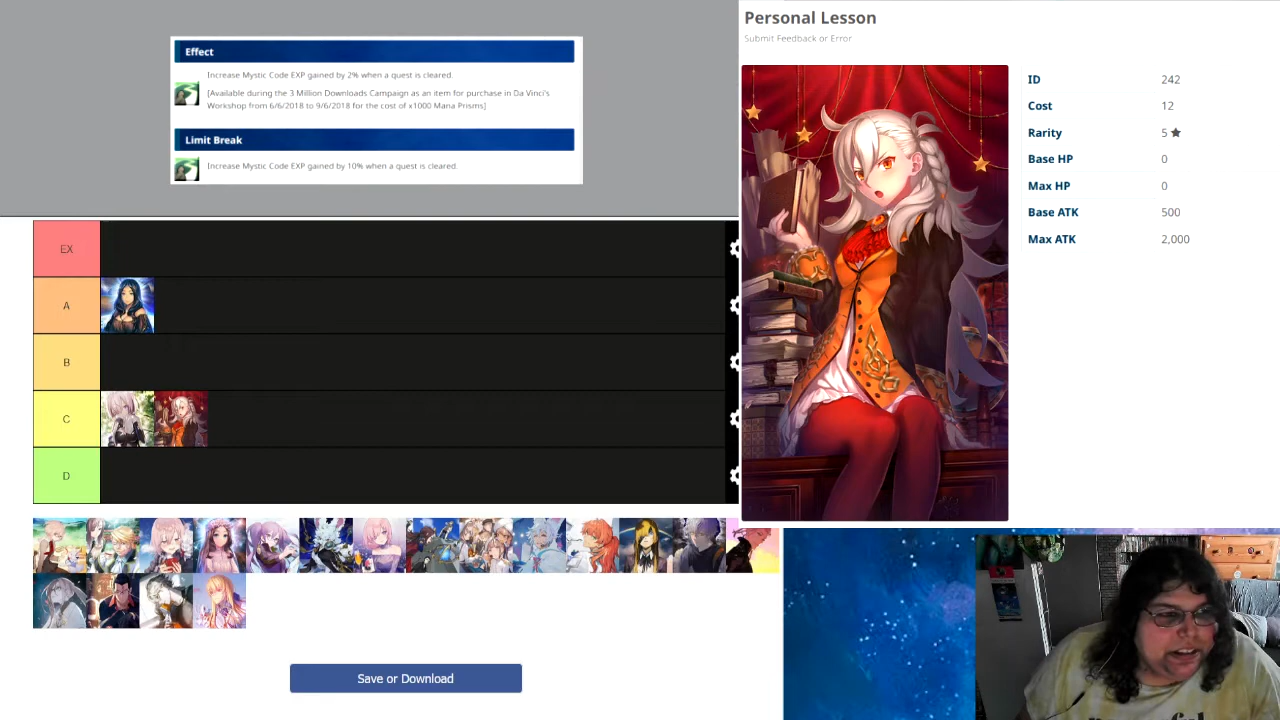 Effect
Increase Mystic Code EXP gained by 2% when a quest is cleared.
[Available during the 3 Million Downloads Campaign as an item for purchase in Da Vinci's
Workshop from 6/6/2018 to 9/6/2018 for the cost of x1000 Mana Prisms]
Limit Break
Increase Mystic Code EXP gained by 10% when a quest is cleared.
EX
A
B
C
D
Save or Download
Personal Lesson
Submit Feedback or Error
ID 242
Cost 12
Rarity 5 ★
Base HP 0
Max HP 0
Base ATK 500
Max ATK 2,000